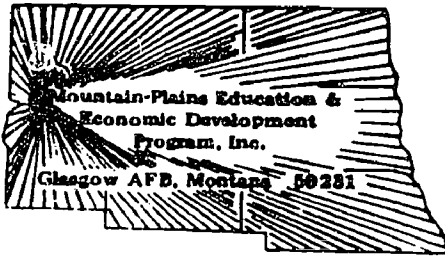 Mountain-Plains Education &
Economic Development
Program, Inc.
Glasgow AFB, Montana 59231